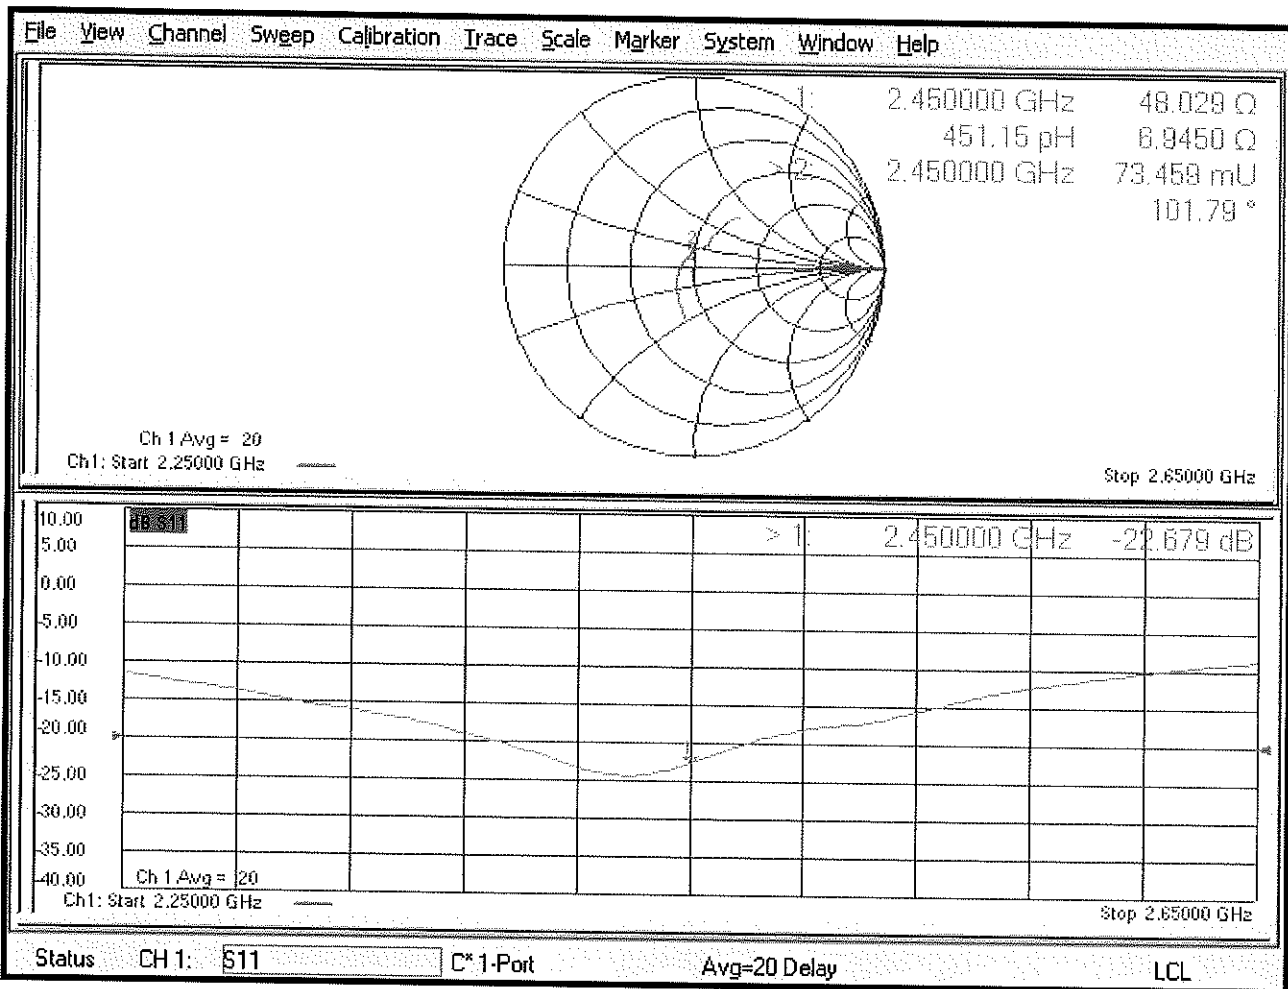 File View Channel Sweep Calibration Trace Scale Marker System Window Help
1: 2.450000 GHz 48.029 Ω
451.15 pH 6.9450 Ω
> 2: 2.450000 GHz 73.459 mU
101.79 °
2
Ch 1 Avg = 20
Ch1: Start 2.25000 GHz
Stop 2.65000 GHz
10.00
dB S11
> 1: 2.450000 GHz -22.679 dB
5.00
0.00
-5.00
-10.00
-15.00
-20.00
1
-25.00
-30.00
-35.00
-40.00
Ch 1 Avg = 20
Ch1: Start 2.25000 GHz
Stop 2.65000 GHz
Status CH 1: S11 C* 1-Port Avg=20 Delay LCL